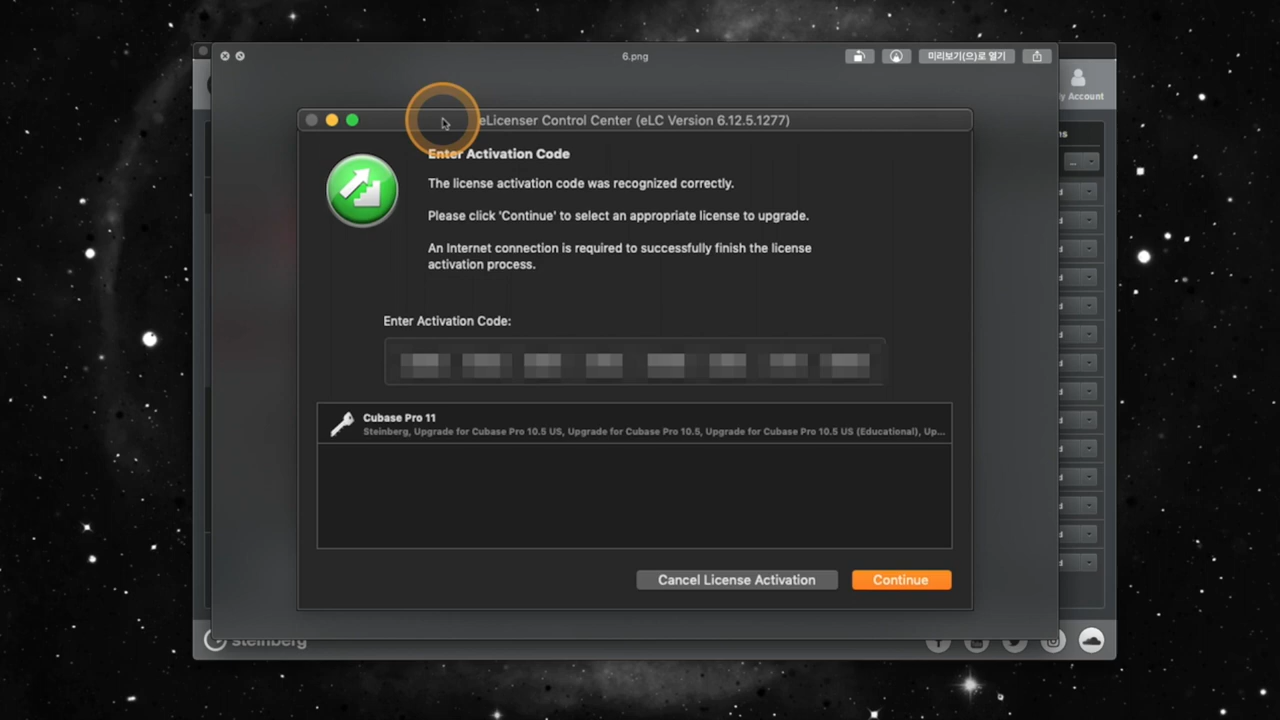 6.png
미리보기(으)로 열기
y Account
eLicenser Control Center (eLC Version 6.12.5.1277)
Enter Activation Code
The license activation code was recognized correctly.
Please click 'Continue' to select an appropriate license to upgrade.
An Internet connection is required to successfully finish the license
activation process.
Enter Activation Code:
Cubase Pro 11
Steinberg, Upgrade for Cubase Pro 10.5 US, Upgrade for Cubase Pro 10.5, Upgrade for Cubase Pro 10.5 US (Educational), Up...
Cancel License Activation
Continue
steinberg